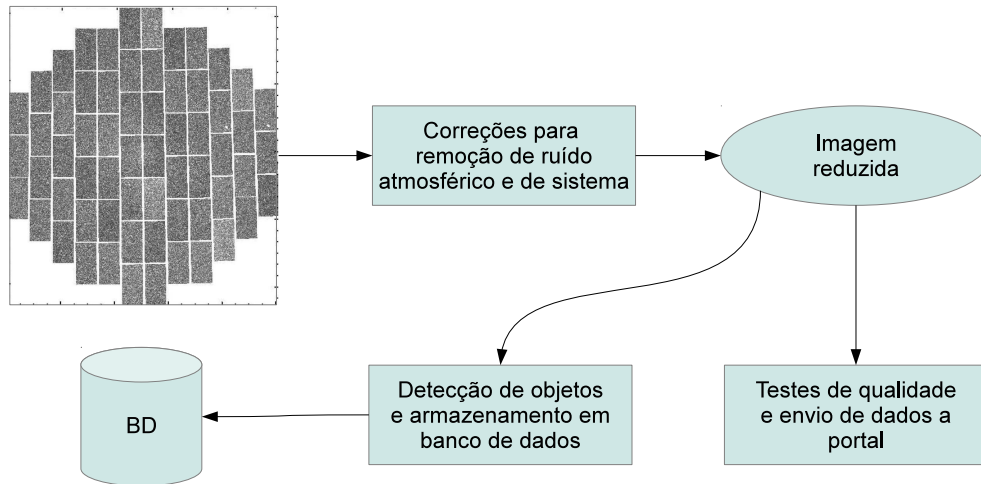 Correções para
remoção de ruído
atmosférico e de sistema
Imagem
reduzida
BD
Detecção de objetos
e armazenamento em
banco de dados
Testes de qualidade
e envio de dados a
portal